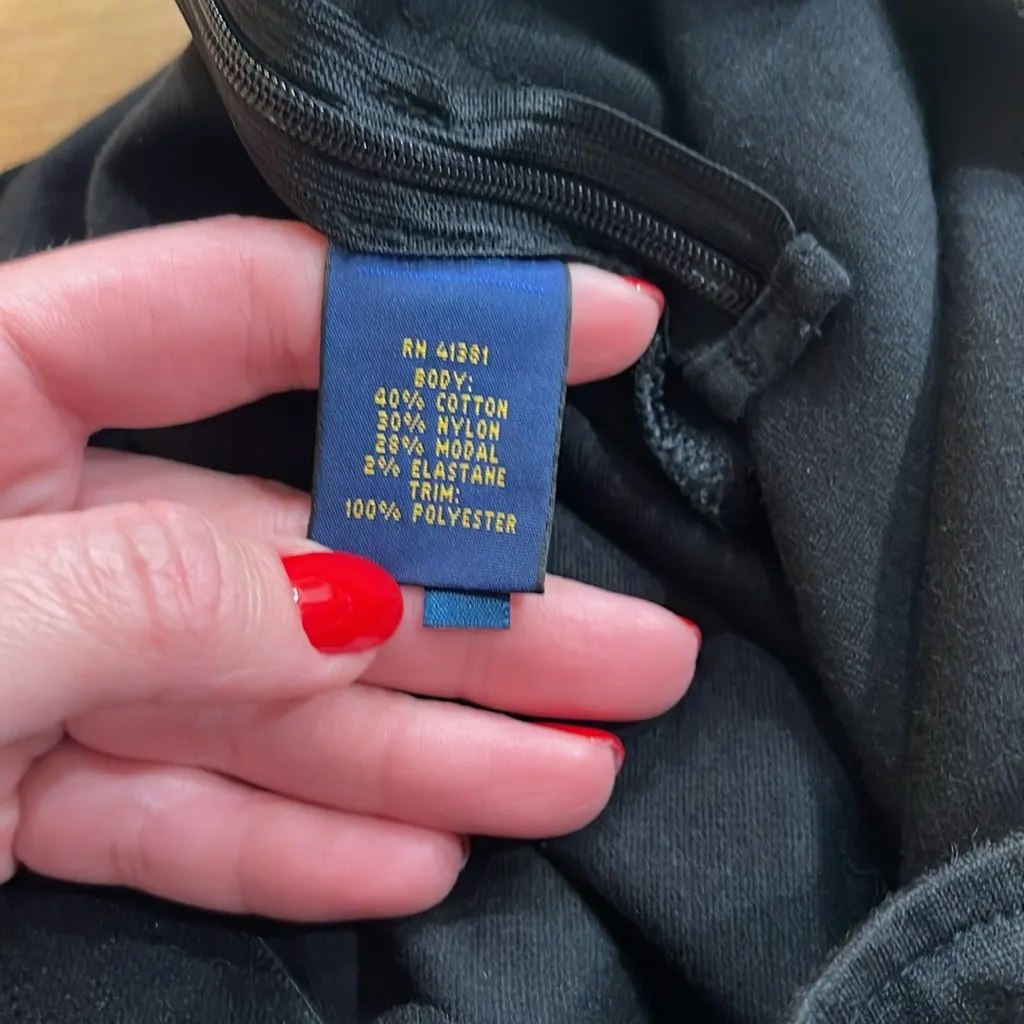 RN 41381
BODY:
40% COTTON
30% NYLON
28% MODAL
2% ELASTANE
TRIM:
100% POLYESTER